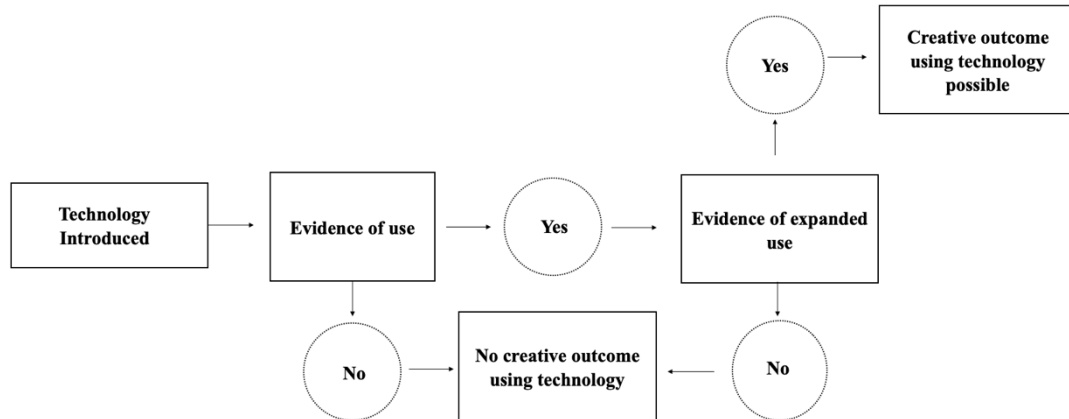 Yes
Creative outcome
using technology
possible
Technology
Introduced
Evidence of use
Yes
Evidence of expanded
use
No
No creative outcome
using technology
No